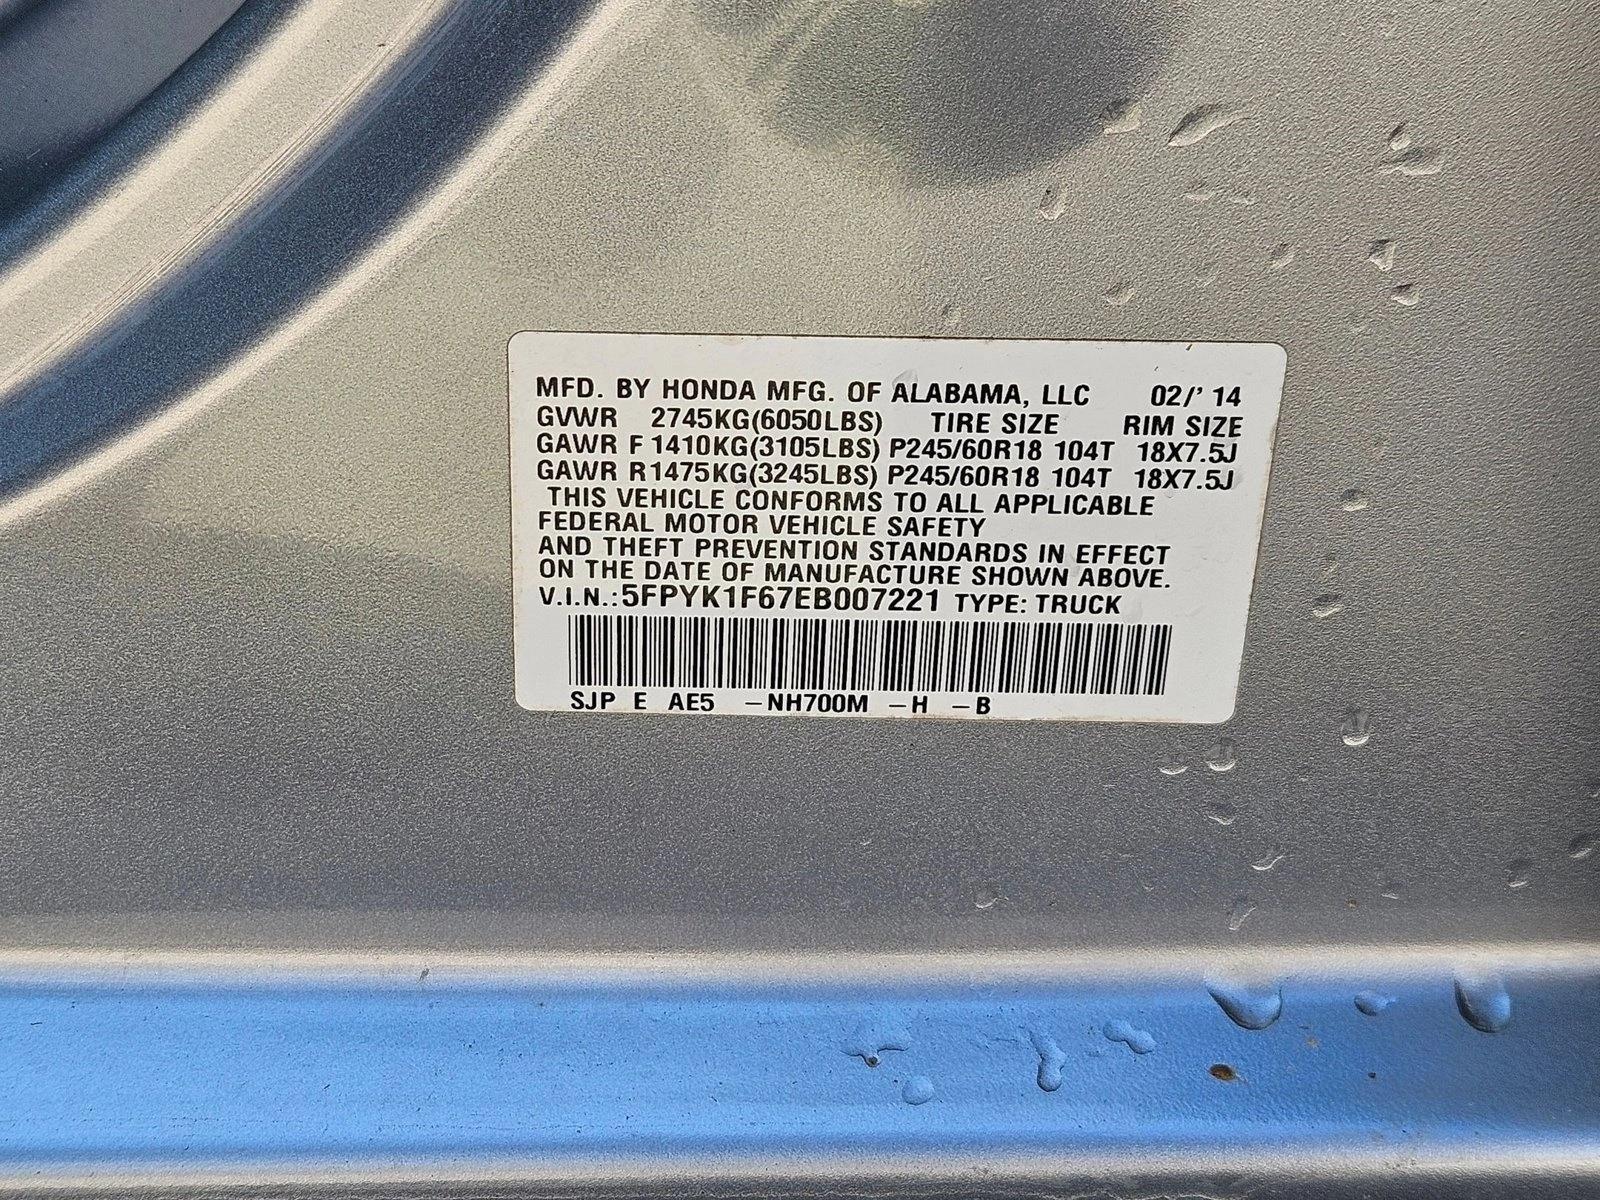 MFD. BY HONDA MFG. OF ALABAMA, LLC 02/' 14
GVWR 2745KG(6050LBS) TIRE SIZE RIM SIZE
GAWR F 1410KG(3105LBS) P245/60R18 104T 18X7.5J
GAWR R1475KG(3245LBS) P245/60R18 104T 18X7.5J
THIS VEHICLE CONFORMS TO ALL APPLICABLE
FEDERAL MOTOR VEHICLE SAFETY
AND THEFT PREVENTION STANDARDS IN EFFECT
ON THE DATE OF MANUFACTURE SHOWN ABOVE.
V.I.N.:5FPYK1F67EB007221 TYPE: TRUCK
SJP E AE5 -NH700M -H -B